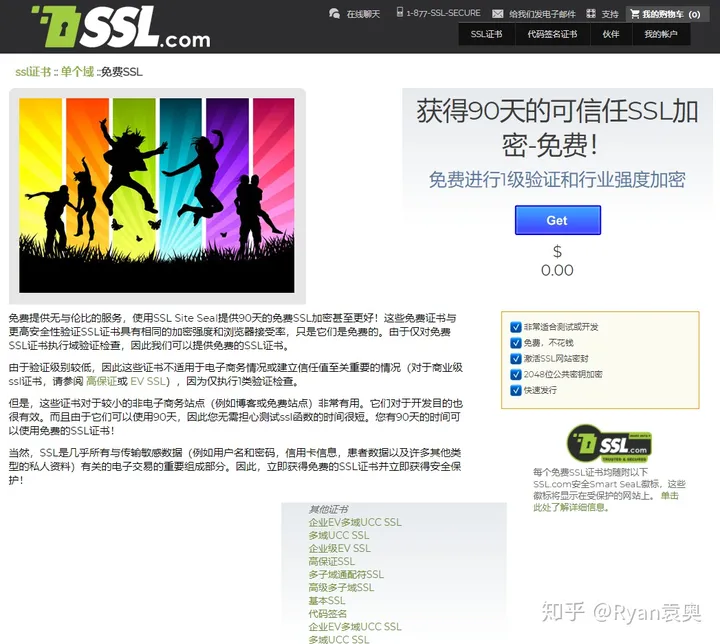 SSL.com
在线聊天
1-877-SSL-SECURE
给我们发电子邮件
支持
我的购物车 (0)
SSL证书
代码签名证书
伙伴
我的帐户
ssl证书 :: 单个域 ::免费SSL
获得90天的可信任SSL加
密-免费！
免费进行1级验证和行业强度加密
Get
$
0.00
免费提供无与伦比的服务，使用SSL Site Seal提供90天的免费SSL加密甚至更好！这些免费证书与
更高安全性验证SSL证书具有相同的加密强度和浏览器接受率，只是它们是免费的。由于仅对免费
SSL证书执行域验证检查，因此我们可以提供免费的SSL证书。
由于验证级别较低，因此这些证书不适用于电子商务情况或建立信任值至关重要的情况（对于商业级
ssl证书，请参阅 高保证或 EV SSL），因为仅执行1类验证检查。
但是，这些证书对于较小的非电子商务站点（例如博客或免费站点）非常有用。它们对于开发目的也
很有效。而且由于它们可以使用90天，因此您无需担心测试ssl函数的时间很短。您有90天的时间可
以使用免费的SSL证书！
当然，SSL是几乎所有与传输敏感数据（例如用户名和密码，信用卡信息，患者数据以及许多其他类
型的私人资料）有关的电子交易的重要组成部分。因此，立即获得免费的SSL证书并立即获得安全保
护！
非常适合测试或开发
免费，不花钱
激活SSL网站密封
2048位公共密钥加密
快速发行
SSL.com
TRUSTED & SECURED
每个免费SSL证书均随附以下
SSL.com安全Smart SeaL徽标，这些
徽标将显示在受保护的网站上。 单击
此处了解详细信息。
其他证书
企业EV多域UCC SSL
多域UCC SSL
企业级EV SSL
高保证SSL
多子域通配符SSL
高级多子域SSL
基本SSL
代码签名
企业EV多域UCC SSL
多域UCC SSL
知乎 @Ryan袁奥